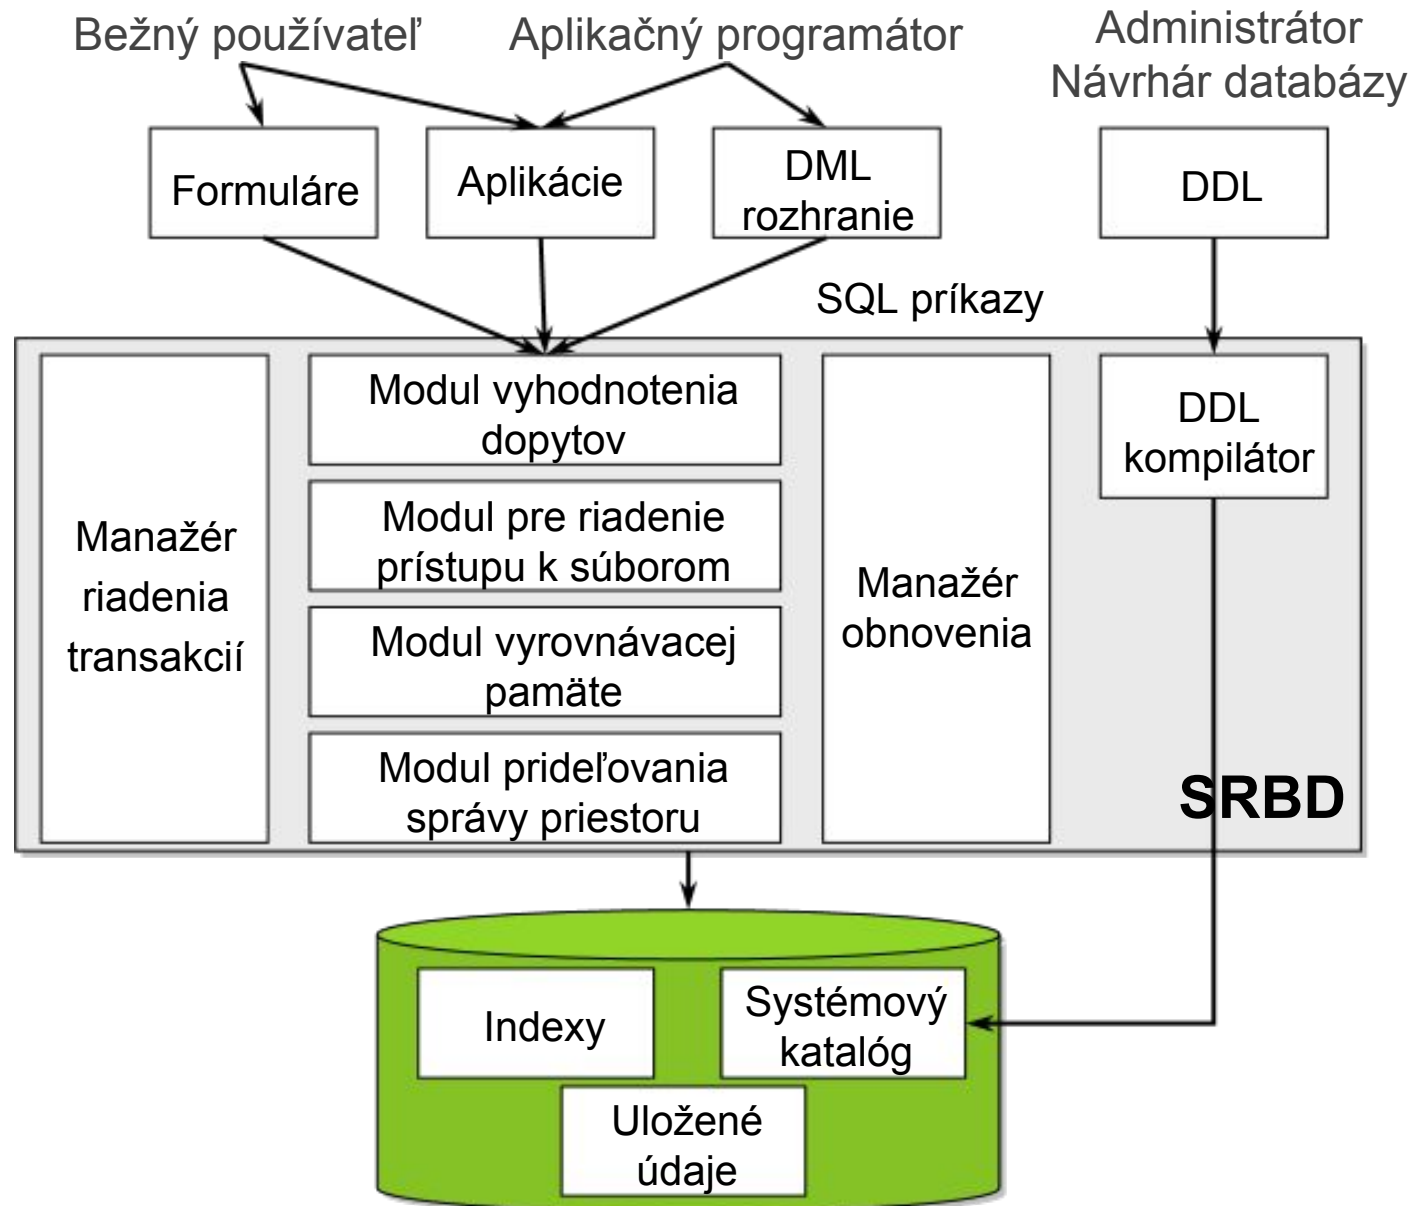 Bežný používateľ
Aplikačný programátor
Administrátor
Návrhár databázy
Formuláre
Aplikácie
DML
rozhranie
DDL
SQL príkazy
Manažér
riadenia
transakcií
Modul vyhodnotenia
dopytov
Modul pre riadenie
prístupu k súborom
Modul vyrovnávacej
pamäte
Modul prideľovania
správy priestoru
Manažér
obnovenia
DDL
kompilátor
SRBD
Indexy
Systémový
katalóg
Uložené
údaje